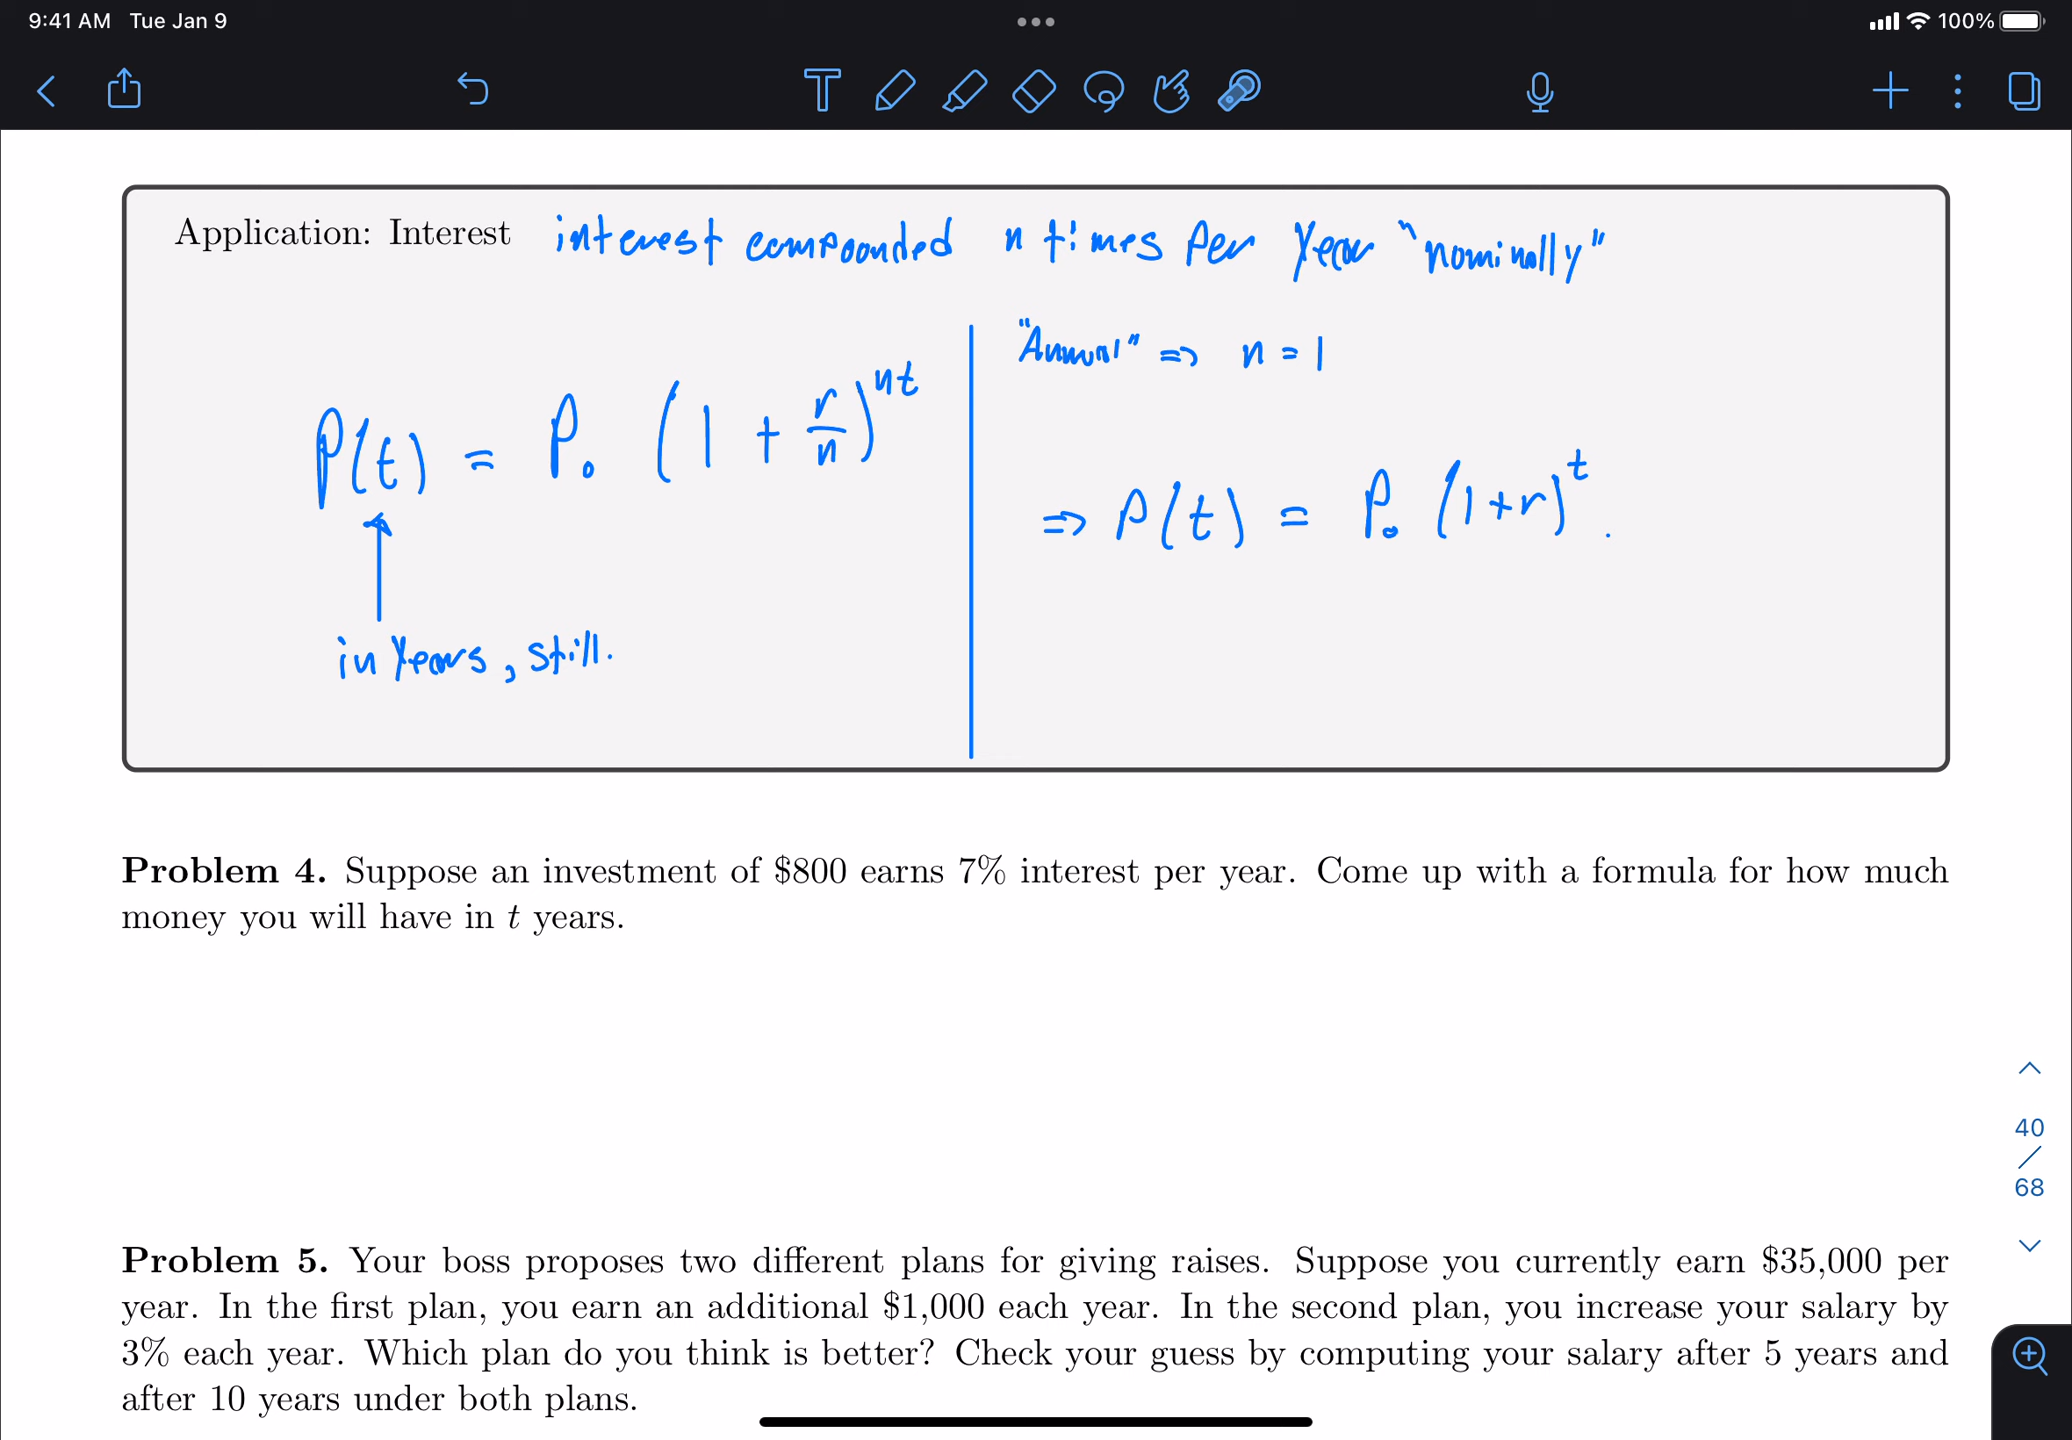 9:41 AM Tue Jan 9
100%
T
Application: Interest interest compounded n times per year "nominally"
"Annual" => n = 1
P(t) = P₀ (1 + r/n)^nt
=> P(t) = P₀ (1+r)^t.
in years, still.
Problem 4. Suppose an investment of $800 earns 7% interest per year. Come up with a formula for how much
money you will have in t years.
40
/
68
Problem 5. Your boss proposes two different plans for giving raises. Suppose you currently earn $35,000 per
year. In the first plan, you earn an additional $1,000 each year. In the second plan, you increase your salary by
3% each year. Which plan do you think is better? Check your guess by computing your salary after 5 years and
after 10 years under both plans.